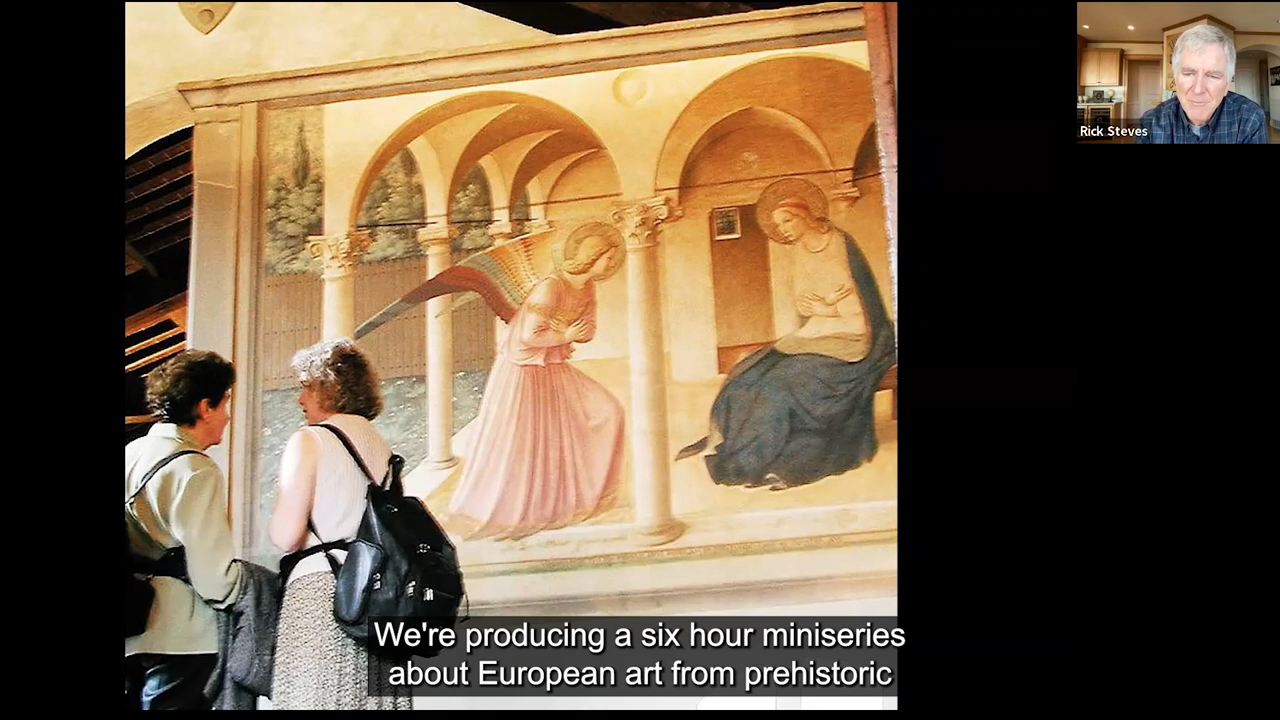 Rick Steves
We're producing a six hour miniseries
about European art from prehistoric